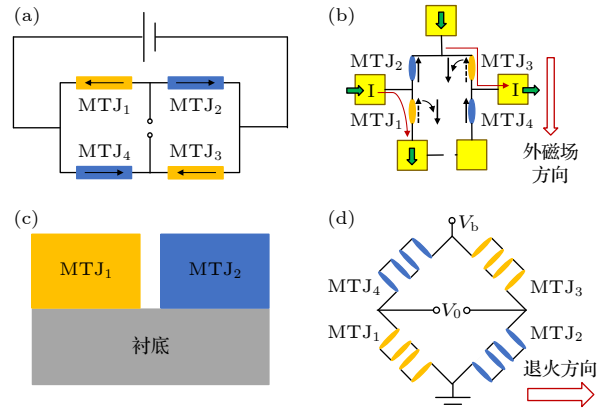 (a)
MTJ₁
MTJ₂
MTJ₄
MTJ₃
(b)
MTJ₂
MTJ₃
I
I
MTJ₁
MTJ₄
外磁场
方向
(c)
MTJ₁
MTJ₂
衬底
(d)
V_b
MTJ₄
MTJ₃
V₀
MTJ₁
MTJ₂
退火方向